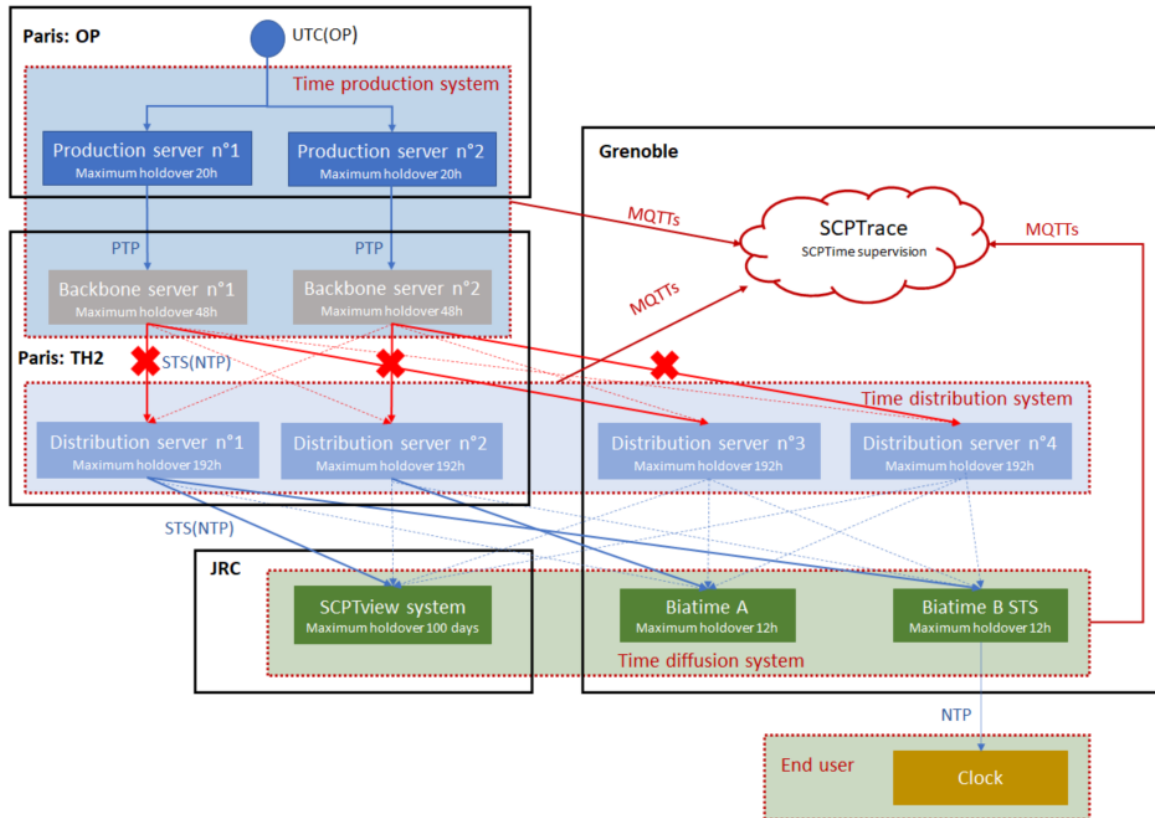 Paris: OP
UTC(OP)
Time production system
Production server n°1
Maximum holdover 20h
Production server n°2
Maximum holdover 20h
Grenoble
MQTTs
SCPTrace
SCPTime supervision
MQTTs
PTP
PTP
Backbone server n°1
Maximum holdover 48h
Backbone server n°2
Maximum holdover 48h
MQTTs
Paris: TH2
STS(NTP)
Time distribution system
Distribution server n°1
Maximum holdover 192h
Distribution server n°2
Maximum holdover 192h
Distribution server n°3
Maximum holdover 192h
Distribution server n°4
Maximum holdover 192h
STS(NTP)
JRC
SCPTview system
Maximum holdover 100 days
Biatime A
Maximum holdover 12h
Biatime B STS
Maximum holdover 12h
Time diffusion system
NTP
End user
Clock